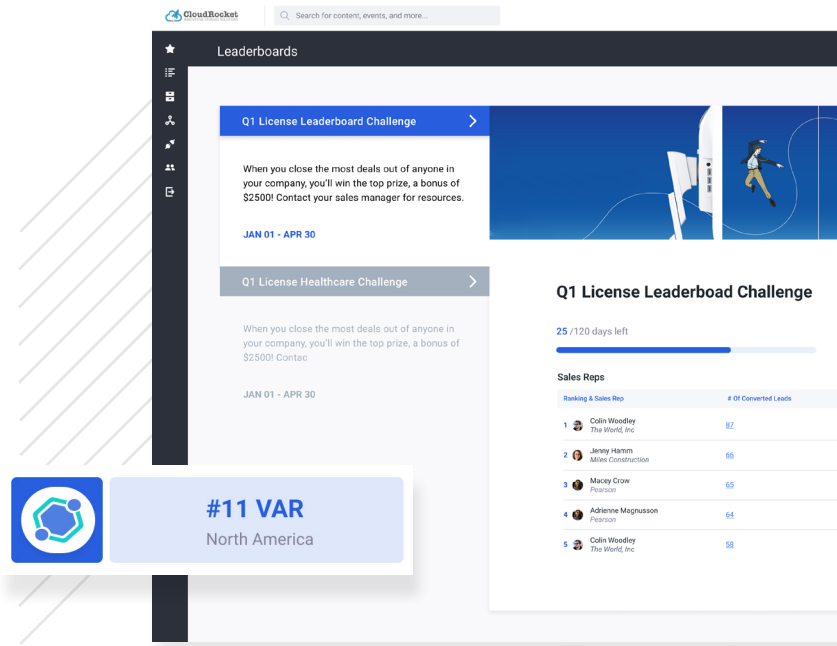 CloudRocket
Search for content, events, and more...
Leaderboards
Q1 License Leaderboard Challenge
When you close the most deals out of anyone in
your company, you'll win the top prize, a bonus of
$2500! Contact your sales manager for resources.
JAN 01 - APR 30
Q1 License Healthcare Challenge
When you close the most deals out of anyone in
your company, you'll win the top prize, a bonus of
$2500! Contac
JAN 01 - APR 30
Q1 License Leaderboad Challenge
25 /120 days left
Sales Reps
Ranking & Sales Rep # Of Converted Leads
1 Colin Woodley 87
The World, Inc
2 Jenny Hamm 66
Miles Construction
3 Macey Crow 65
Pearson
4 Adrienne Magnusson 64
Pearson
5 Colin Woodley 58
The World, Inc
#11 VAR
North America